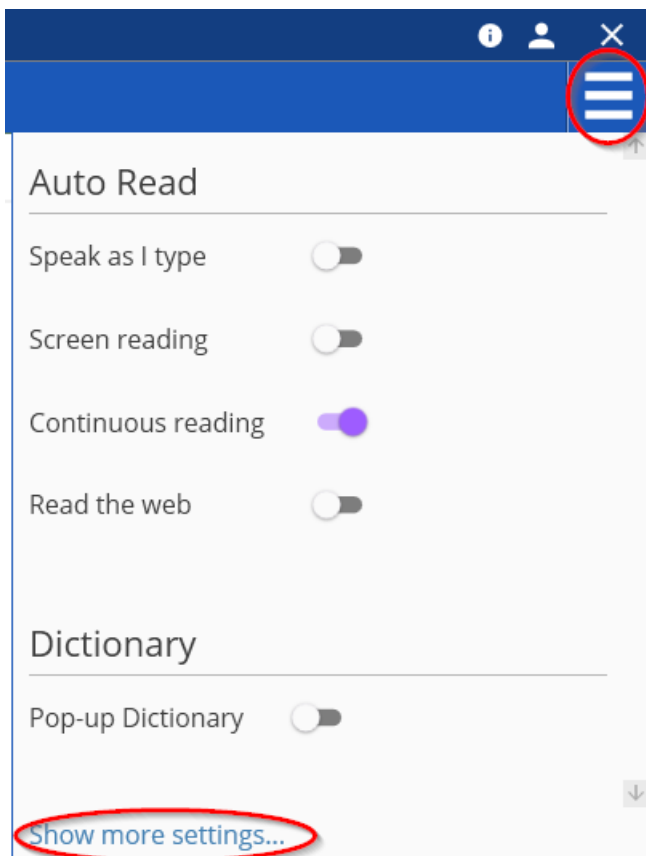 Auto Read
Speak as I type
Screen reading
Continuous reading
Read the web
Dictionary
Pop-up Dictionary
Show more settings...